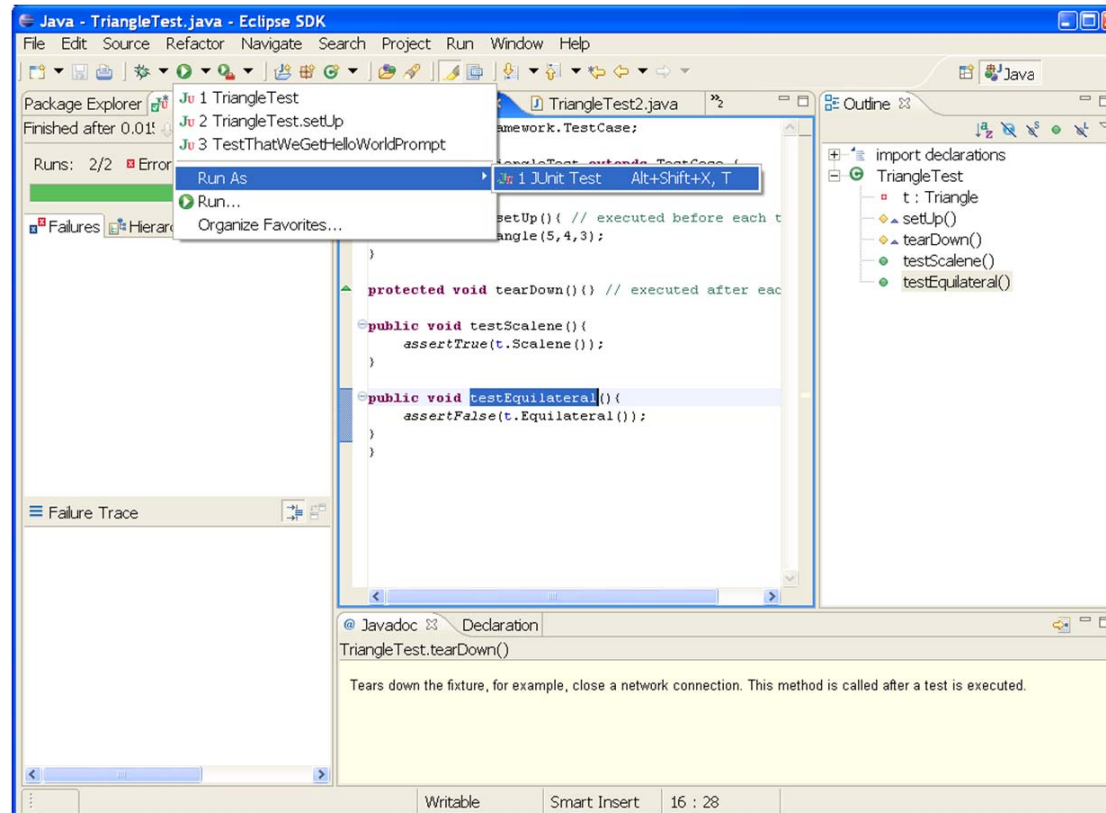 Java - TriangleTest.java - Eclipse SDK
File Edit Source Refactor Navigate Search Project Run Window Help
Java
Package Explorer
TriangleTest2.java
»2
Outline
Finished after 0.01
Runs: 2/2 Error
Failures
1 TriangleTest
2 TriangleTest.setUp
3 TestThatWeGetHelloWorldPrompt
Run As
Run...
Organize Favorites...
1 JUnit Test Alt+Shift+X, T
amework.TestCase;
extends TestCase {
setUp(){ // executed before each t
angle(5,4,3);
}
protected void tearDown(){} // executed after eac
public void testScalene(){
assertTrue(t.Scalene());
}
public void testEquilateral(){
assertFalse(t.Equilateral());
}
}
import declarations
TriangleTest
t : Triangle
setUp()
tearDown()
testScalene()
testEquilateral()
Failure Trace
@ Javadoc Declaration
TriangleTest.tearDown()
Tears down the fixture, for example, close a network connection. This method is called after a test is executed.
Writable Smart Insert 16 : 28